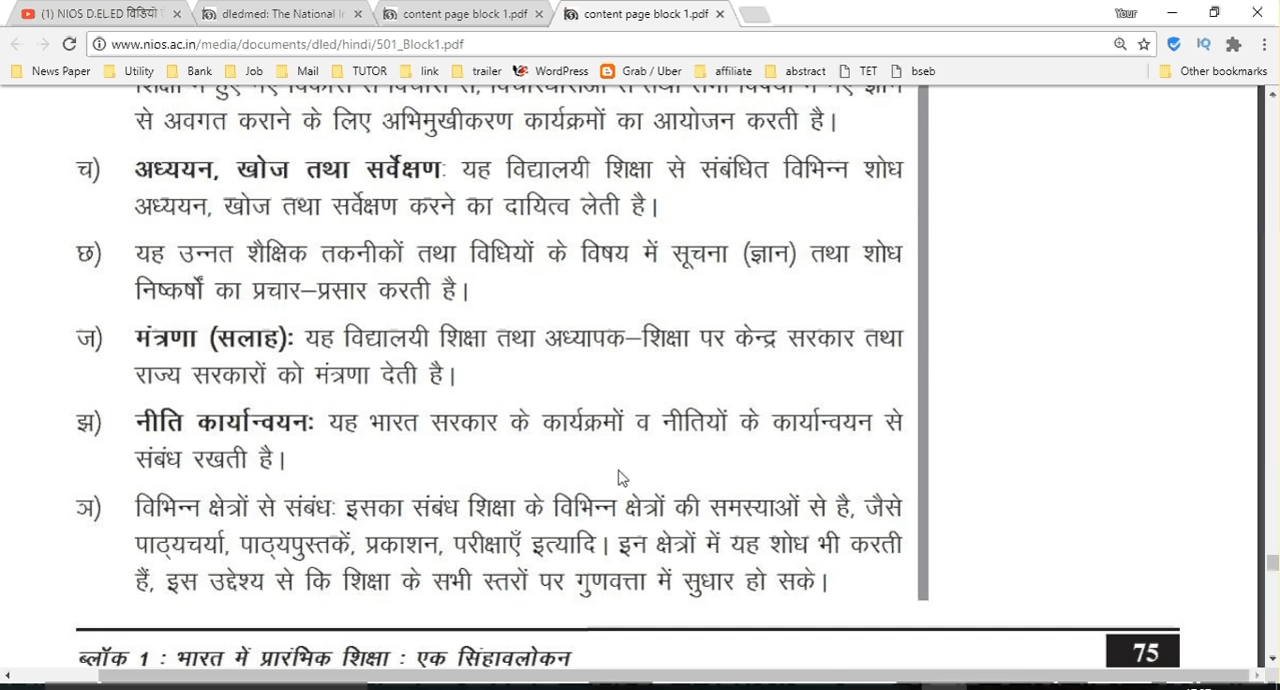 (1) NIOS D.EL.ED विडियो
dledmed: The National In
content page block 1.pdf
content page block 1.pdf
Your
www.nios.ac.in/media/documents/dled/hindi/501_Block1.pdf
News Paper Utility Bank Job Mail TUTOR link trailer WordPress Grab / Uber affiliate abstract TET bseb Other bookmarks
से अवगत कराने के लिए अभिमुखीकरण कार्यक्रमों का आयोजन करती है।
च) अध्ययन, खोज तथा सर्वेक्षण: यह विद्यालयी शिक्षा से संबंधित विभिन्न शोध
अध्ययन, खोज तथा सर्वेक्षण करने का दायित्व लेती है।
छ) यह उन्नत शैक्षिक तकनीकों तथा विधियों के विषय में सूचना (ज्ञान) तथा शोध
निष्कर्षों का प्रचार–प्रसार करती है।
ज) मंत्रणा (सलाह): यह विद्यालयी शिक्षा तथा अध्यापक–शिक्षा पर केन्द्र सरकार तथा
राज्य सरकारों को मंत्रणा देती है।
झ) नीति कार्यान्वयन: यह भारत सरकार के कार्यक्रमों व नीतियों के कार्यान्वयन से
संबंध रखती है।
ञ) विभिन्न क्षेत्रों से संबंध: इसका संबंध शिक्षा के विभिन्न क्षेत्रों की समस्याओं से है, जैसे
पाठ्यचर्या, पाठ्यपुस्तकें, प्रकाशन, परीक्षाएँ इत्यादि। इन क्षेत्रों में यह शोध भी करती
हैं, इस उद्देश्य से कि शिक्षा के सभी स्तरों पर गुणवत्ता में सुधार हो सके।
ब्लॉक 1 : भारत में प्रारंभिक शिक्षा : एक सिंहावलोकन 75